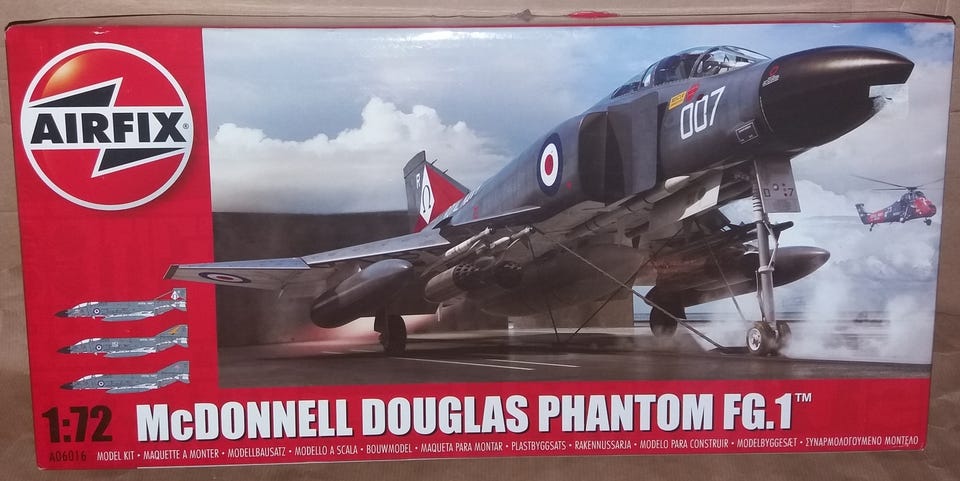 AIRFIX®
007
1:72
McDONNELL DOUGLAS PHANTOM FG.1™
A06016 MODEL KIT • MAQUETTE A MONTER • MODELLBAUSATZ • MODELLO A SCALA • BOUWMODEL • MAQUETA PARA MONTAR • PLASTBYGGSATS • RAKENNUSSARJA • MODELO PARA CONSTRUIR • MODELBYGGESÆT • ΣΥΝΑΡΜΟΛΟΓΟΥΜΕΝΟ ΜΟΝΤΕΛΟ